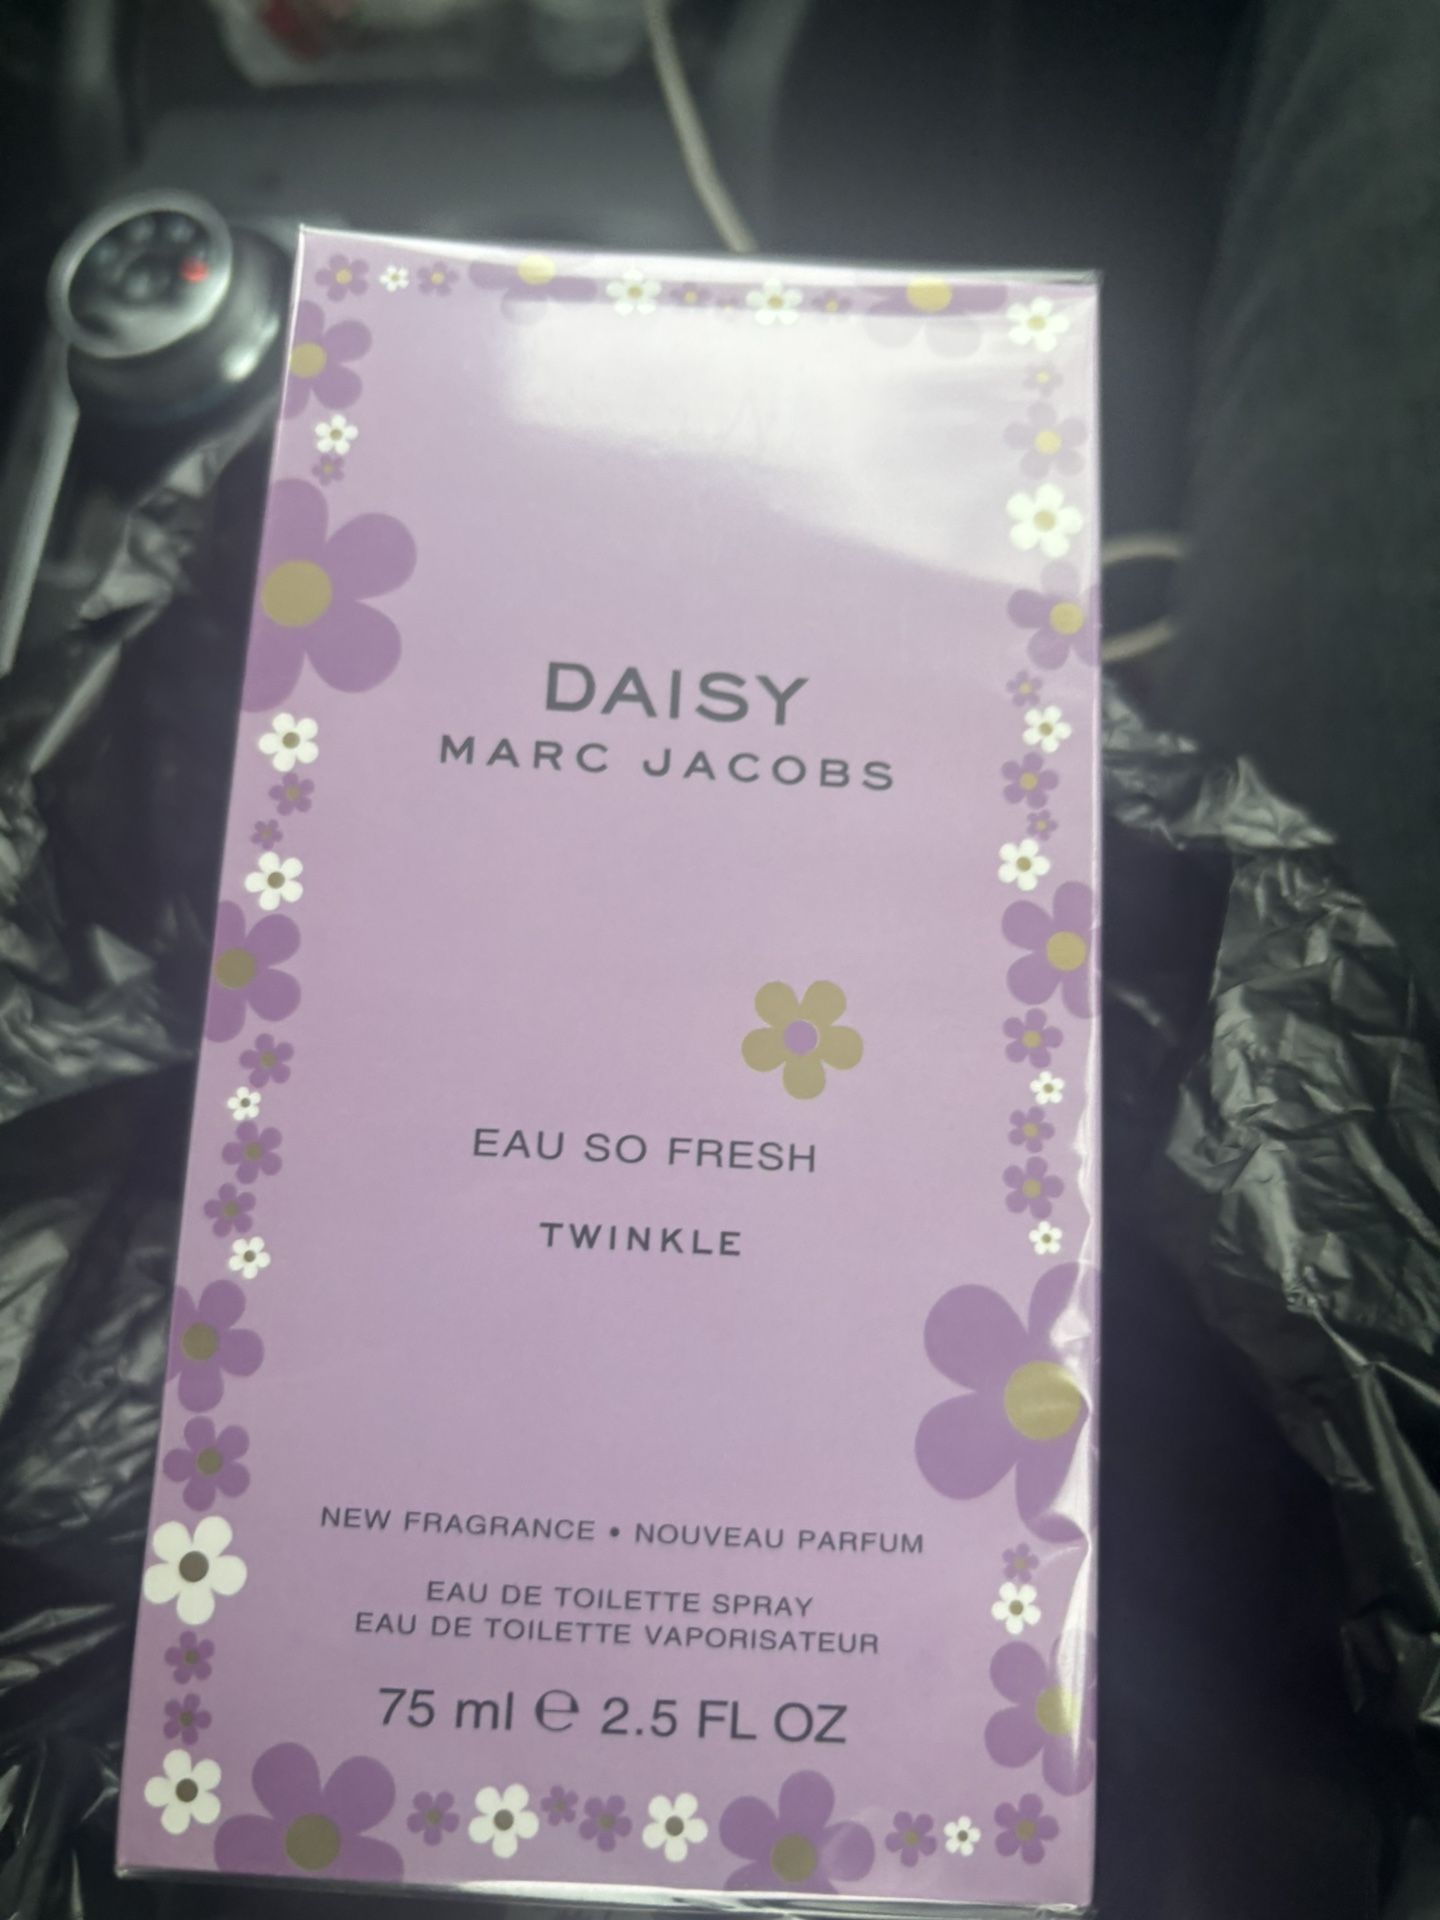 DAISY
MARC JACOBS
EAU SO FRESH
TWINKLE
NEW FRAGRANCE • NOUVEAU PARFUM
EAU DE TOILETTE SPRAY
EAU DE TOILETTE VAPORISATEUR
75 ml ℮ 2.5 FL OZ